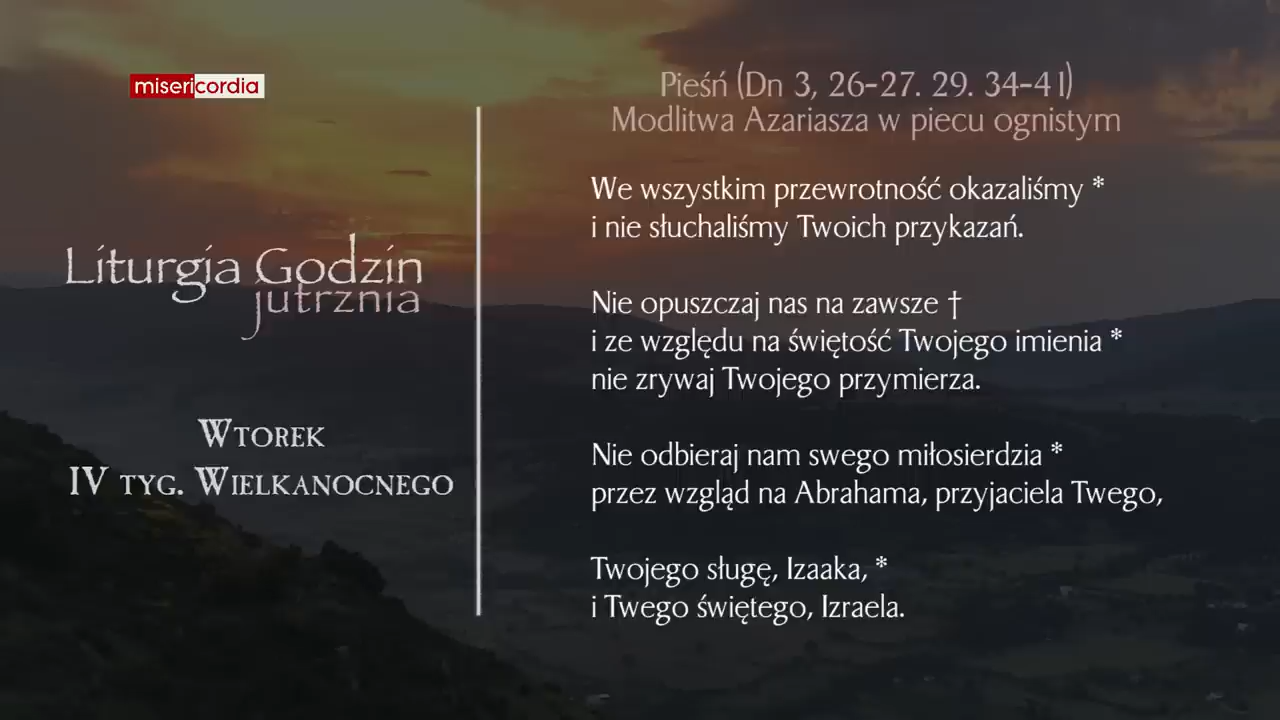 misericordia
Liturgia Godzin
jutrznia
Wtorek
IV tyg. Wielkanocnego
Pieśń (Dn 3, 26-27. 29. 34-41)
Modlitwa Azariasza w piecu ognistym
We wszystkim przewrotność okazaliśmy *
i nie słuchaliśmy Twoich przykazań.
Nie opuszczaj nas na zawsze †
i ze względu na świętość Twojego imienia *
nie zrywaj Twojego przymierza.
Nie odbieraj nam swego miłosierdzia *
przez wzgląd na Abrahama, przyjaciela Twego,
Twojego sługę, Izaaka, *
i Twego świętego, Izraela.